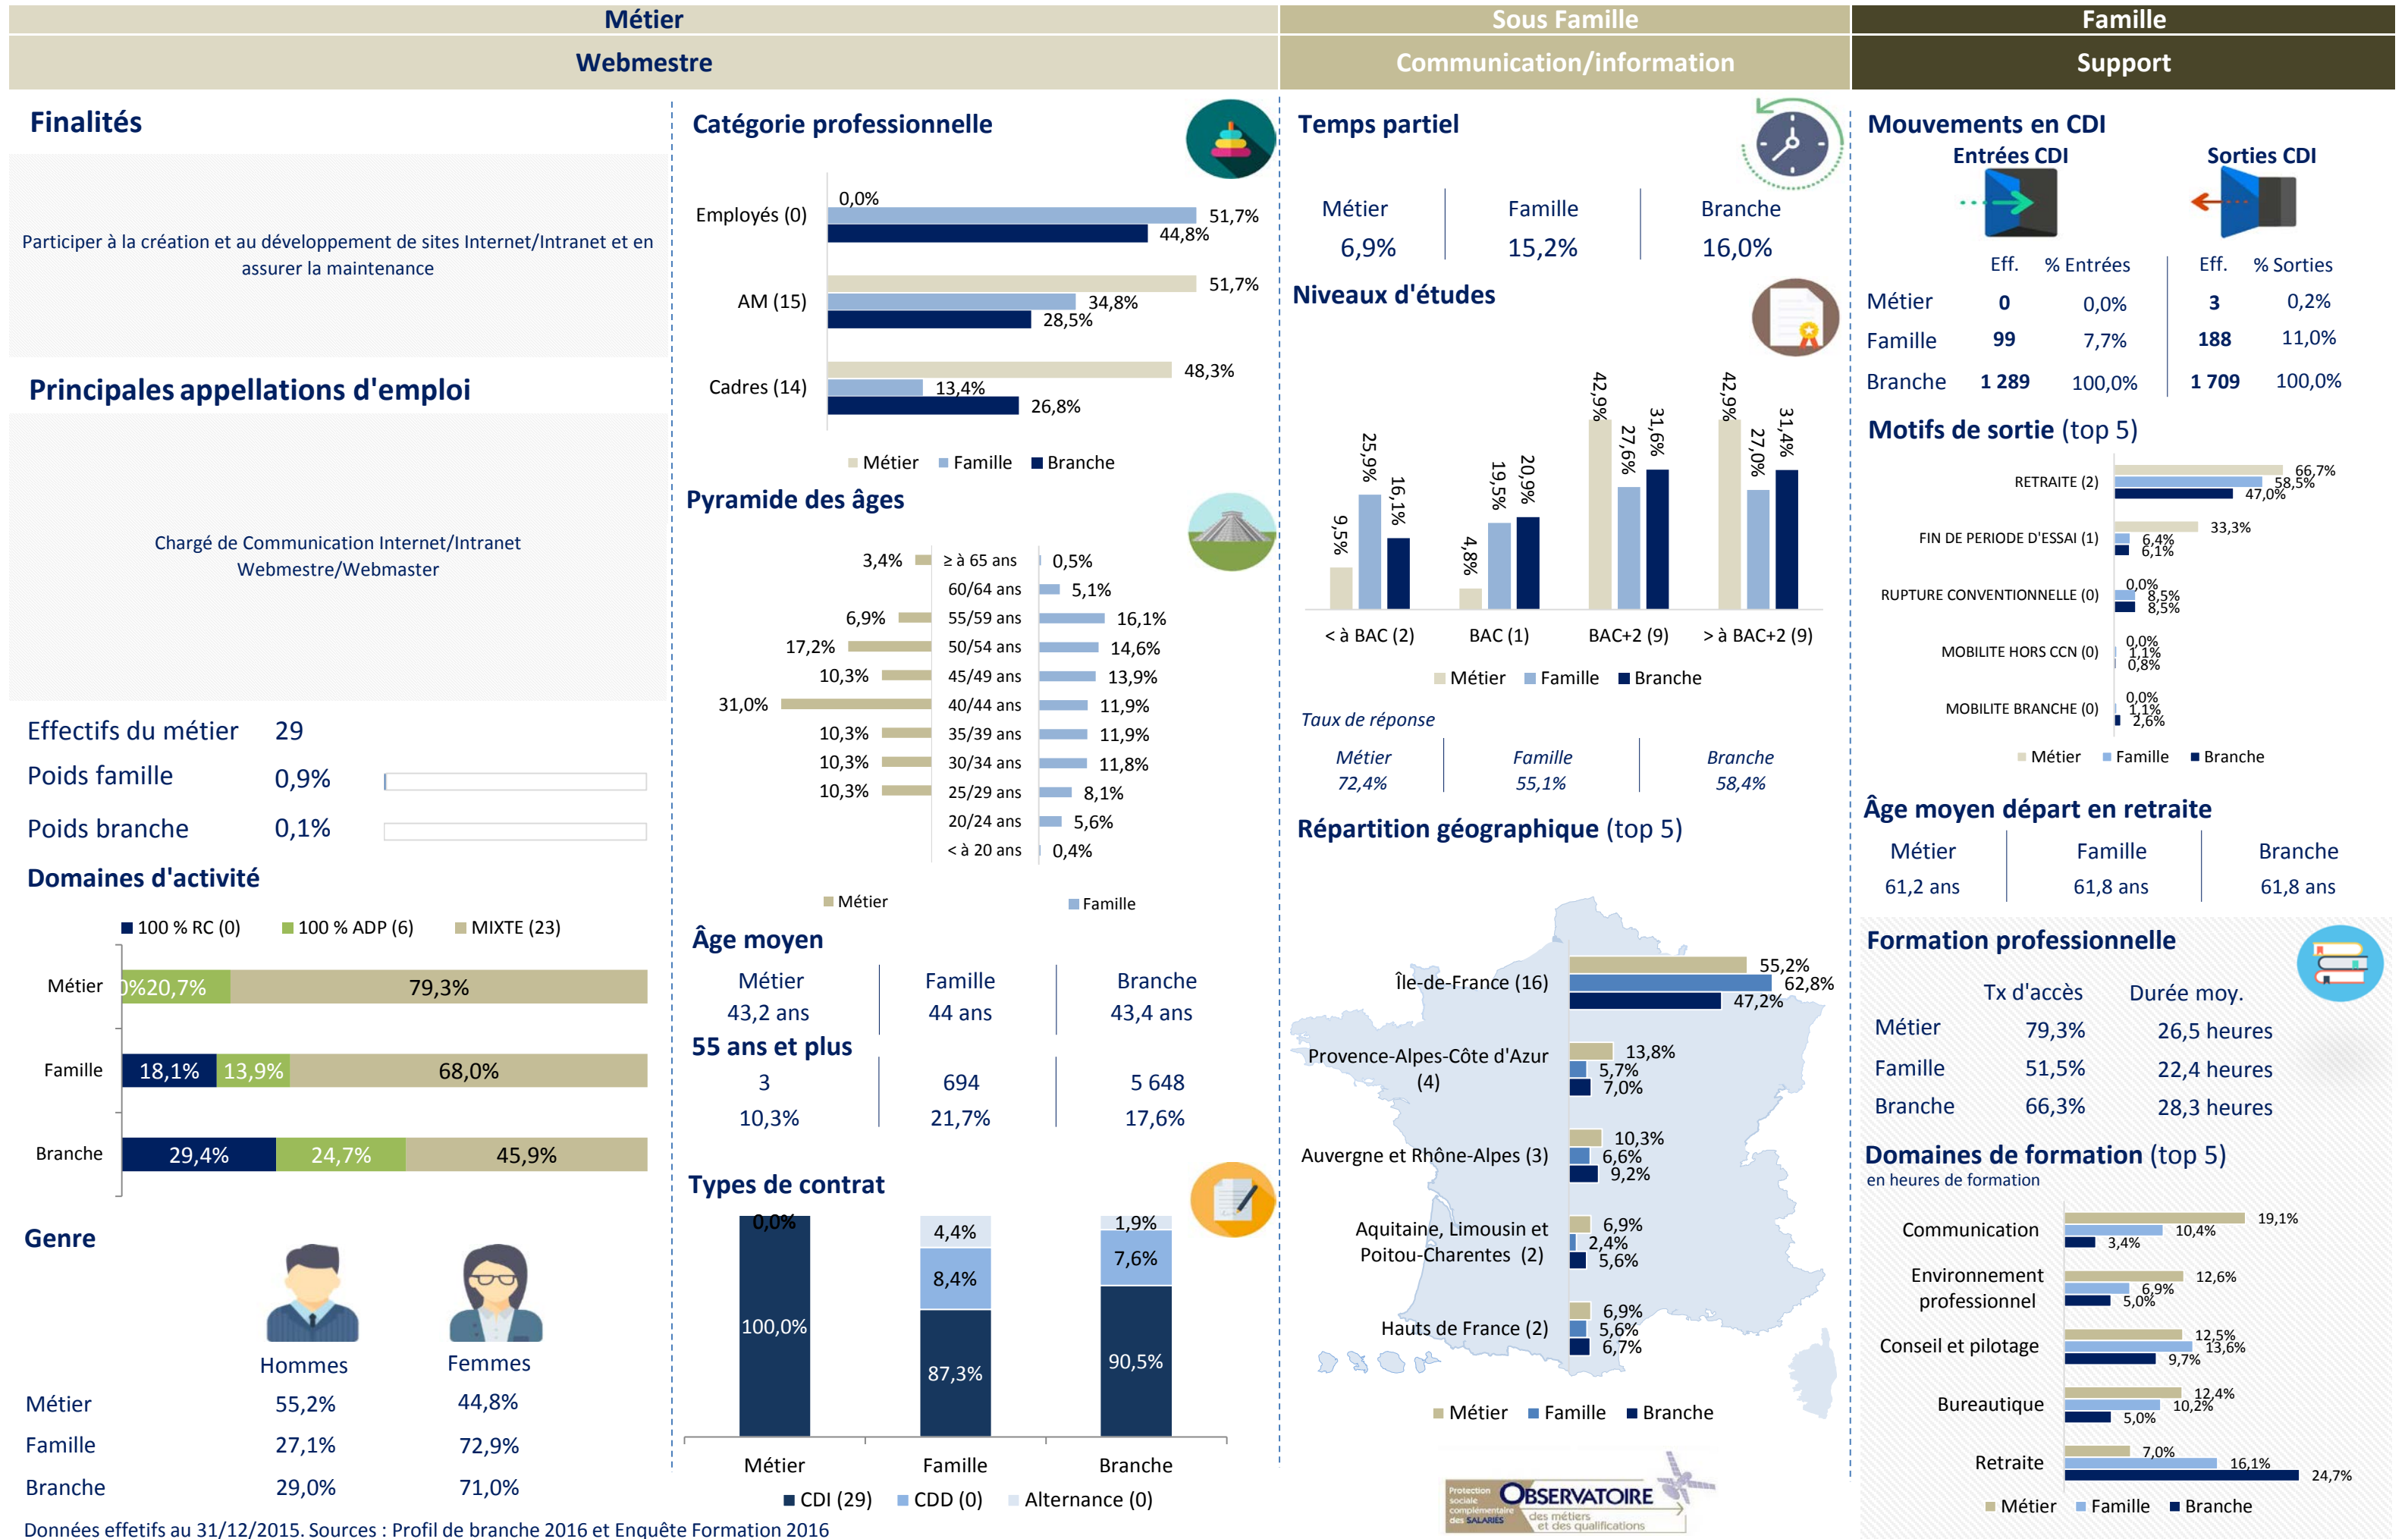 Métier
Sous Famille
Famille
Webmestre
Communication/information
Support
Finalités
Participer à la création et au développement de sites Internet/Intranet et en
assurer la maintenance
Principales appellations d'emploi
Chargé de Communication Internet/Intranet
Webmestre/Webmaster
Effectifs du métier 29
Poids famille 0,9%
Poids branche 0,1%
Domaines d'activité
100 % RC (0) 100 % ADP (6) MIXTE (23)
Métier 0% 20,7% 79,3%
Famille 18,1% 13,9% 68,0%
Branche 29,4% 24,7% 45,9%
Genre
Hommes Femmes
Métier 55,2% 44,8%
Famille 27,1% 72,9%
Branche 29,0% 71,0%
Données effetifs au 31/12/2015. Sources : Profil de branche 2016 et Enquête Formation 2016
Catégorie professionnelle
Employés (0) 0,0% 51,7% 44,8%
AM (15) 51,7% 34,8% 28,5%
Cadres (14) 48,3% 13,4% 26,8%
Métier Famille Branche
Pyramide des âges
3,4% ≥ à 65 ans 0,5%
60/64 ans 5,1%
6,9% 55/59 ans 16,1%
17,2% 50/54 ans 14,6%
10,3% 45/49 ans 13,9%
31,0% 40/44 ans 11,9%
10,3% 35/39 ans 11,9%
10,3% 30/34 ans 11,8%
10,3% 25/29 ans 8,1%
20/24 ans 5,6%
< à 20 ans 0,4%
Métier Famille
Âge moyen
Métier Famille Branche
43,2 ans 44 ans 43,4 ans
55 ans et plus
3 694 5 648
10,3% 21,7% 17,6%
Types de contrat
0,0% 4,4% 1,9%
8,4% 7,6%
100,0% 87,3% 90,5%
Métier Famille Branche
CDI (29) CDD (0) Alternance (0)
Temps partiel
Métier Famille Branche
6,9% 15,2% 16,0%
Niveaux d'études
9,5% 25,9% 16,1% 4,8% 19,5% 20,9% 42,9% 27,6% 31,6% 42,9% 27,0% 31,4%
< à BAC (2) BAC (1) BAC+2 (9) > à BAC+2 (9)
Métier Famille Branche
Taux de réponse
Métier Famille Branche
72,4% 55,1% 58,4%
Répartition géographique (top 5)
Île-de-France (16) 55,2% 62,8% 47,2%
Provence-Alpes-Côte d'Azur
(4) 13,8% 5,7% 7,0%
Auvergne et Rhône-Alpes (3) 10,3% 6,6% 9,2%
Aquitaine, Limousin et
Poitou-Charentes (2) 6,9% 2,4% 5,6%
Hauts de France (2) 6,9% 5,6% 6,7%
Métier Famille Branche
Protection
sociale
complémentaire
des SALARIÉS
OBSERVATOIRE
des métiers
et des qualifications
Mouvements en CDI
Entrées CDI Sorties CDI
Eff. % Entrées Eff. % Sorties
Métier 0 0,0% 3 0,2%
Famille 99 7,7% 188 11,0%
Branche 1 289 100,0% 1 709 100,0%
Motifs de sortie (top 5)
RETRAITE (2) 66,7% 58,5% 47,0%
FIN DE PERIODE D'ESSAI (1) 33,3% 6,4% 6,1%
RUPTURE CONVENTIONNELLE (0) 0,0% 8,5% 8,5%
MOBILITE HORS CCN (0) 0,0% 1,1% 0,8%
MOBILITE BRANCHE (0) 0,0% 1,1% 2,6%
Métier Famille Branche
Âge moyen départ en retraite
Métier Famille Branche
61,2 ans 61,8 ans 61,8 ans
Formation professionnelle
Tx d'accès Durée moy.
Métier 79,3% 26,5 heures
Famille 51,5% 22,4 heures
Branche 66,3% 28,3 heures
Domaines de formation (top 5)
en heures de formation
Communication 19,1% 10,4% 3,4%
Environnement
professionnel 12,6% 6,9% 5,0%
Conseil et pilotage 12,5% 13,6% 9,7%
Bureautique 12,4% 10,2% 5,0%
Retraite 7,0% 16,1% 24,7%
Métier Famille Branche